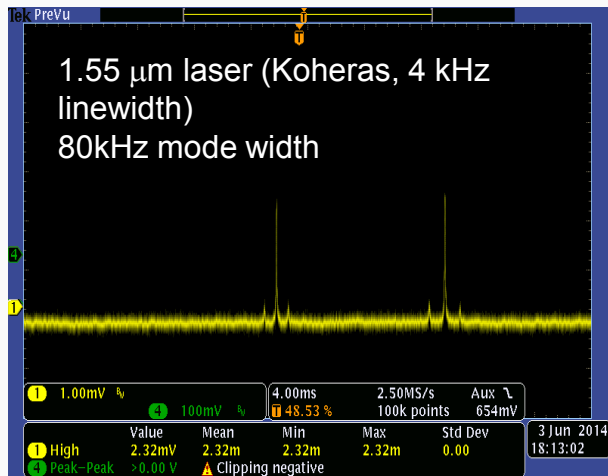 Tek PreVu
T
T
1.55 μm laser (Koheras, 4 kHz
linewidth)
80kHz mode width
4
1
1 1.00mV 4.00ms 2.50MS/s Aux
4 100mV T 48.53 % 100k points 654mV
Value Mean Min Max Std Dev
1 High 2.32mV 2.32m 2.32m 2.32m 0.00
4 Peak-Peak >0.00 V Clipping negative
3 Jun 2014
18:13:02